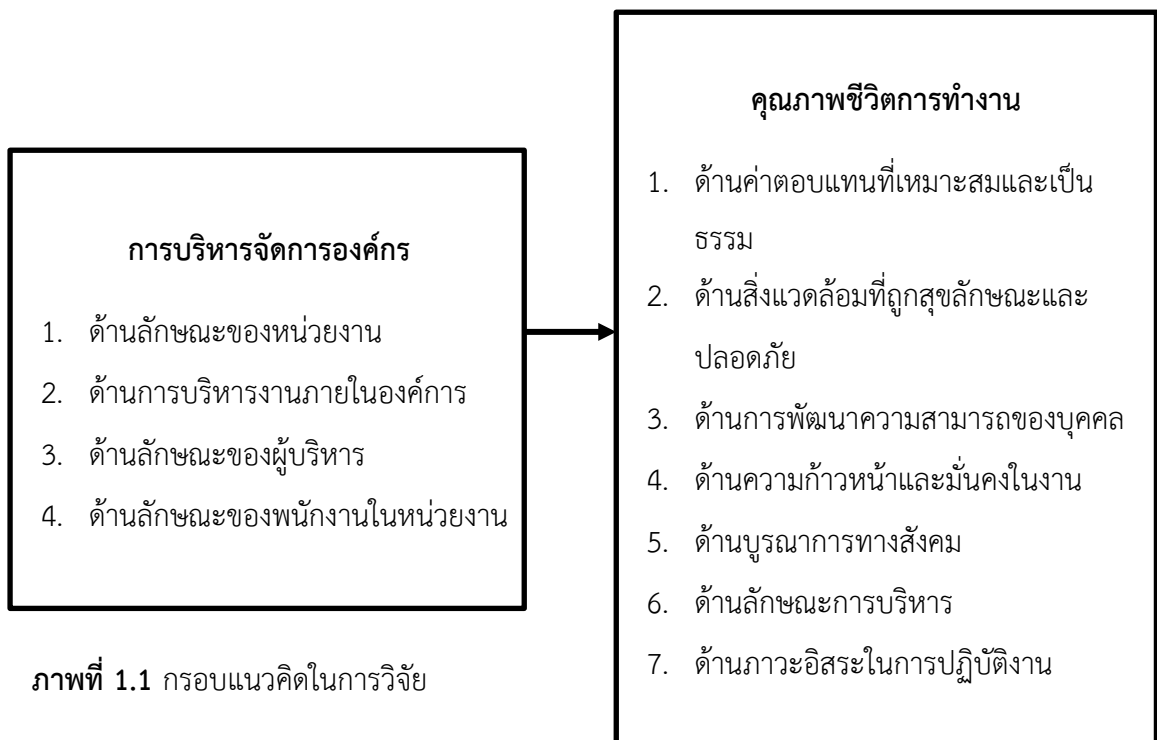 การบริหารจัดการองค์กร
1. ด้านลักษณะของหน่วยงาน
2. ด้านการบริหารงานภายในองค์การ
3. ด้านลักษณะของผู้บริหาร
4. ด้านลักษณะของพนักงานในหน่วยงาน
คุณภาพชีวิตการทำงาน
1. ด้านค่าตอบแทนที่เหมาะสมและเป็น
ธรรม
2. ด้านสิ่งแวดล้อมที่ถูกสุขลักษณะและ
ปลอดภัย
3. ด้านการพัฒนาความสามารถของบุคคล
4. ด้านความก้าวหน้าและมั่นคงในงาน
5. ด้านบูรณาการทางสังคม
6. ด้านลักษณะการบริหาร
7. ด้านภาวะอิสระในการปฏิบัติงาน
ภาพที่ 1.1 กรอบแนวคิดในการวิจัย